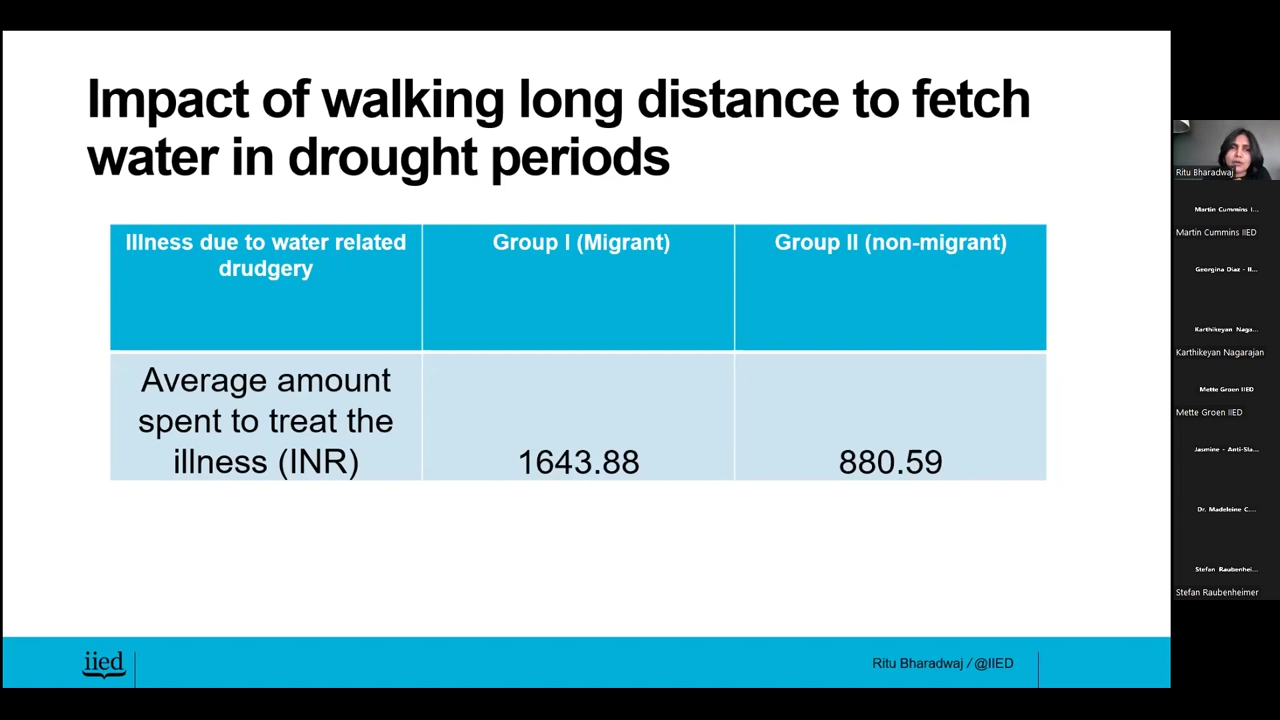 Impact of walking long distance to fetch
water in drought periods
Illness due to water related
drudgery
Group I (Migrant)
Group II (non-migrant)
Average amount
spent to treat the
illness (INR)
1643.88
880.59
iied
Ritu Bharadwaj / @IIED
Ritu Bharadwaj
Martin Cummins I...
Martin Cummins IIED
Georgina Diaz - II...
Karthikeyan Naga...
Karthikeyan Nagarajan
Mette Groen IIED
Mette Groen IIED
Jasmine - Anti-Sla...
Dr. Madeleine C....
Stefan Raubenhei...
Stefan Raubenheimer